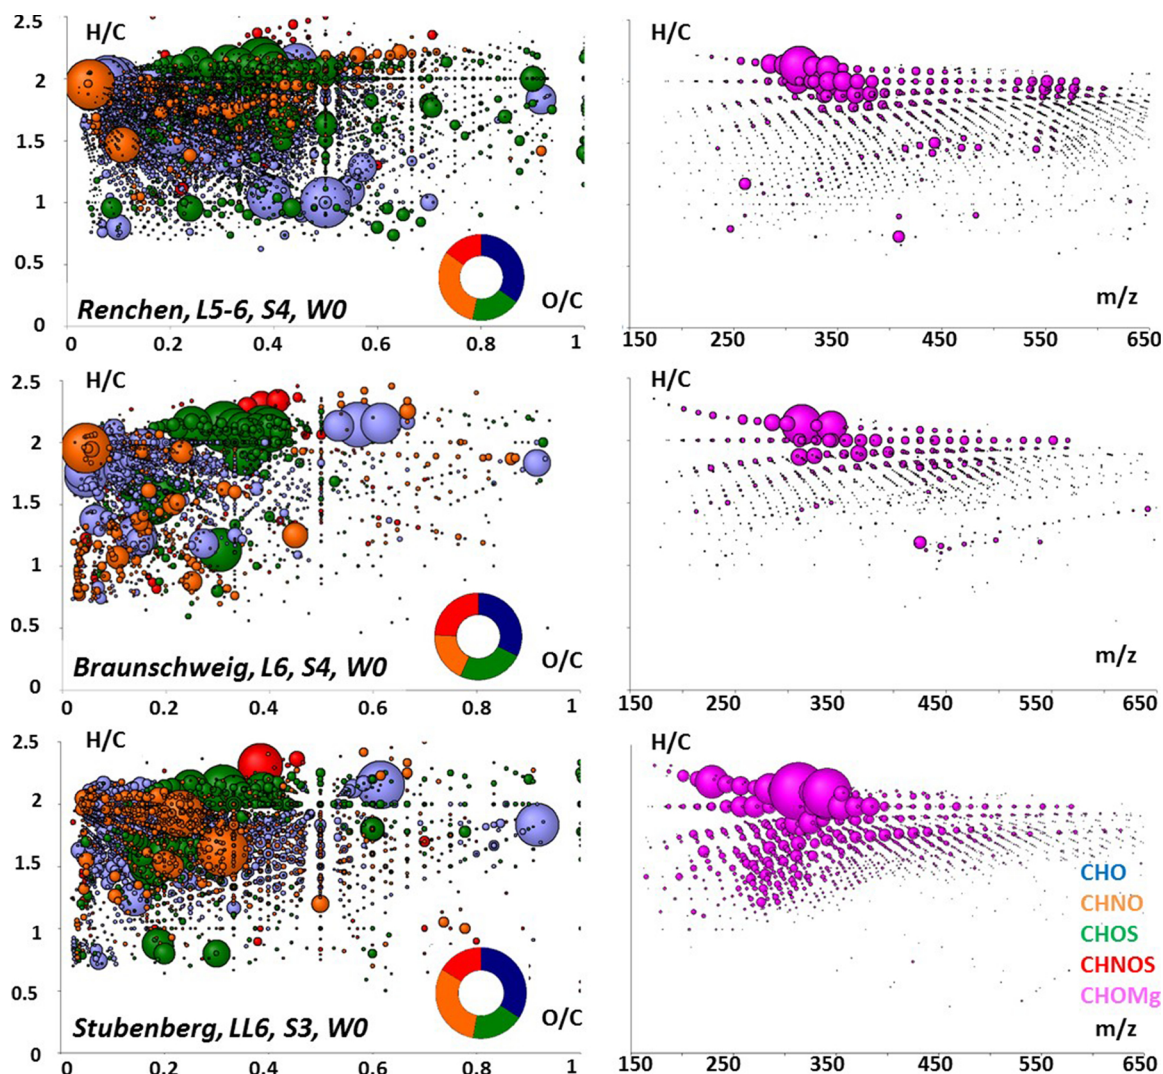 2.5 H/C
2
1.5
1
0.5
0
0 0.2 0.4 0.6 0.8 1
O/C
Renchen, L5-6, S4, W0
H/C
m/z
150 250 350 450 550 650
2.5 H/C
2
1.5
1
0.5
0
0 0.2 0.4 0.6 0.8 1
O/C
Braunschweig, L6, S4, W0
H/C
m/z
150 250 350 450 550 650
2.5 H/C
2
1.5
1
0.5
0
0 0.2 0.4 0.6 0.8 1
O/C
Stubenberg, LL6, S3, W0
H/C
CHO
CHNO
CHOS
CHNOS
CHOMg
m/z
150 250 350 450 550 650